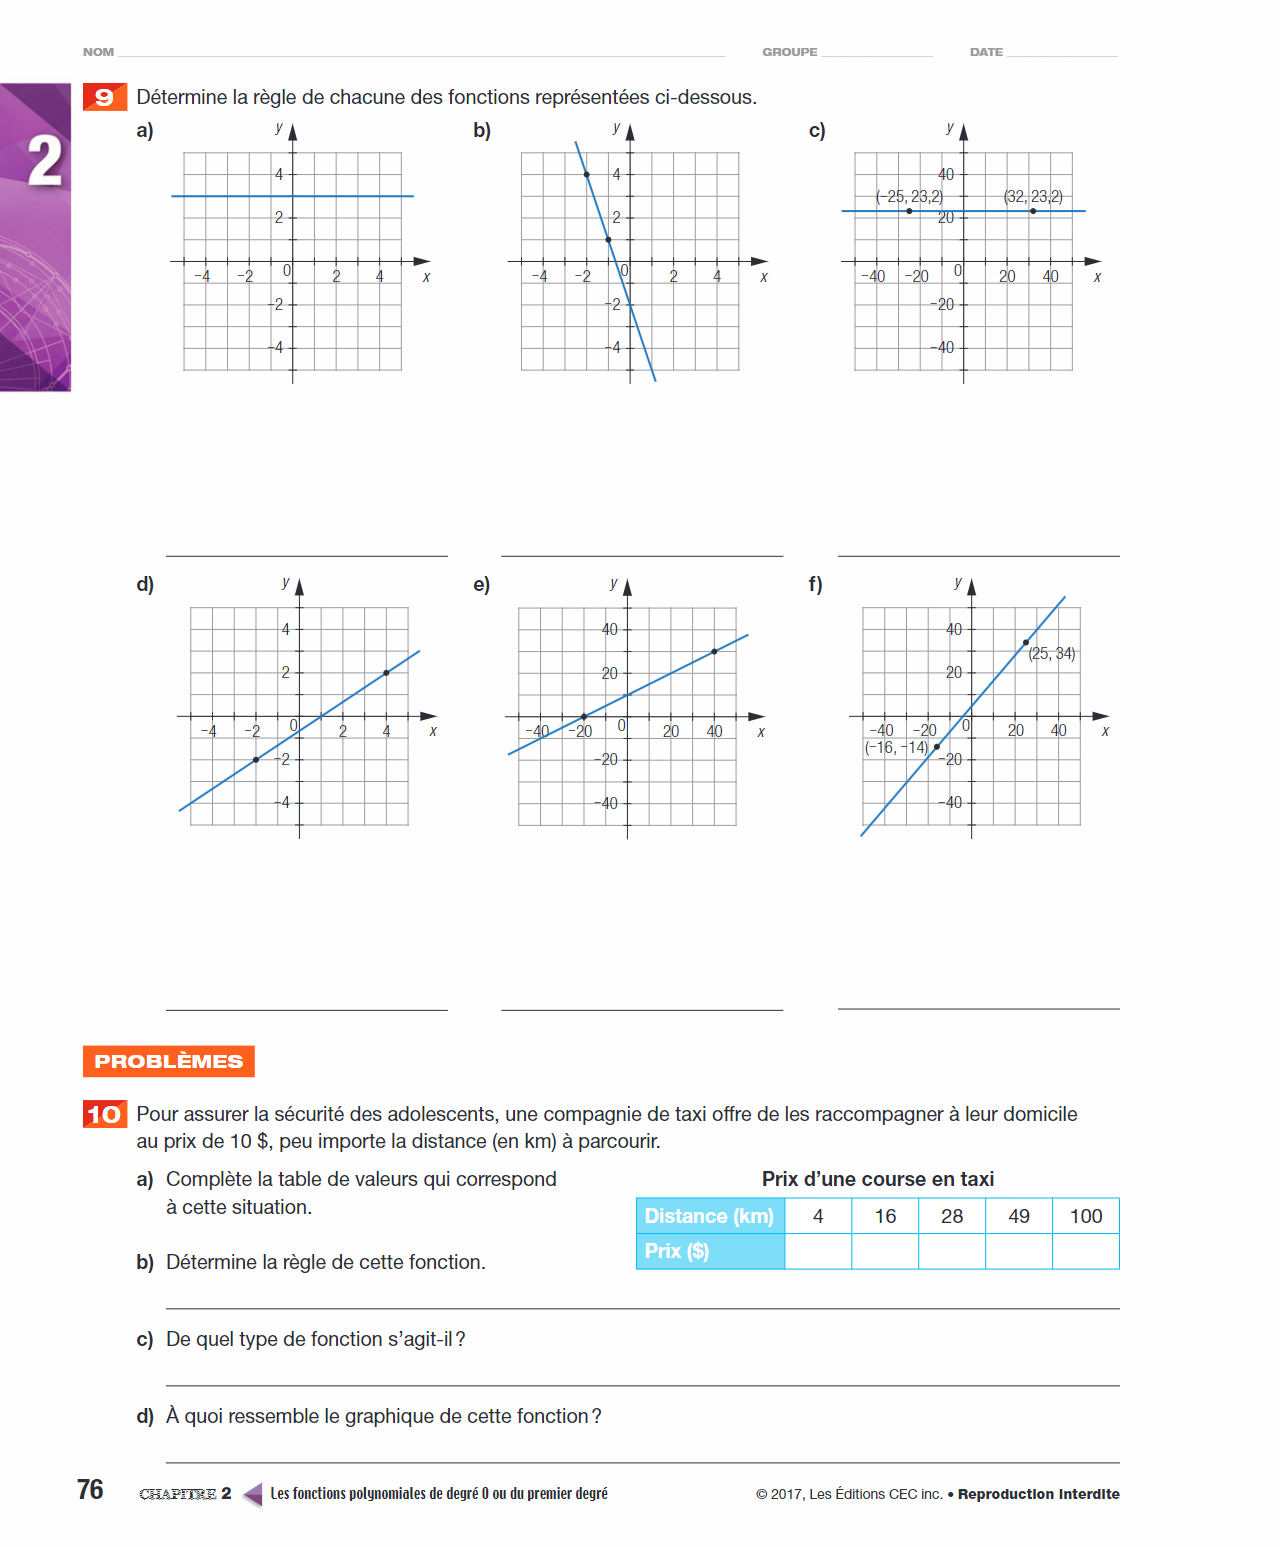 NOM GROUPE DATE
2
9 Détermine la règle de chacune des fonctions représentées ci-dessous.
a) b) c)
y y y
4 4 40
(−25, 23,2) (32, 23,2)
2 2 20
−4 −2 0 2 4 x −4 −2 0 2 4 x −40 −20 0 20 40 x
−2 −2 −20
−4 −4 −40
d) e) f)
y y y
4 40 40
(25, 34)
2 20 20
−4 −2 0 2 4 x −40 −20 0 20 40 x −40 −20 0 20 40 x
(−16, −14)
−2 −20 −20
−4 −40 −40
PROBLÈMES
10 Pour assurer la sécurité des adolescents, une compagnie de taxi offre de les raccompagner à leur domicile
au prix de 10 $, peu importe la distance (en km) à parcourir.
a) Complète la table de valeurs qui correspond
à cette situation.
Prix d’une course en taxi
Distance (km) 4 16 28 49 100
Prix ($)
b) Détermine la règle de cette fonction.
c) De quel type de fonction s’agit-il ?
d) À quoi ressemble le graphique de cette fonction ?
76 CHAPITRE 2 Les fonctions polynomiales de degré 0 ou du premier degré
© 2017, Les Éditions CEC inc. • Reproduction interdite